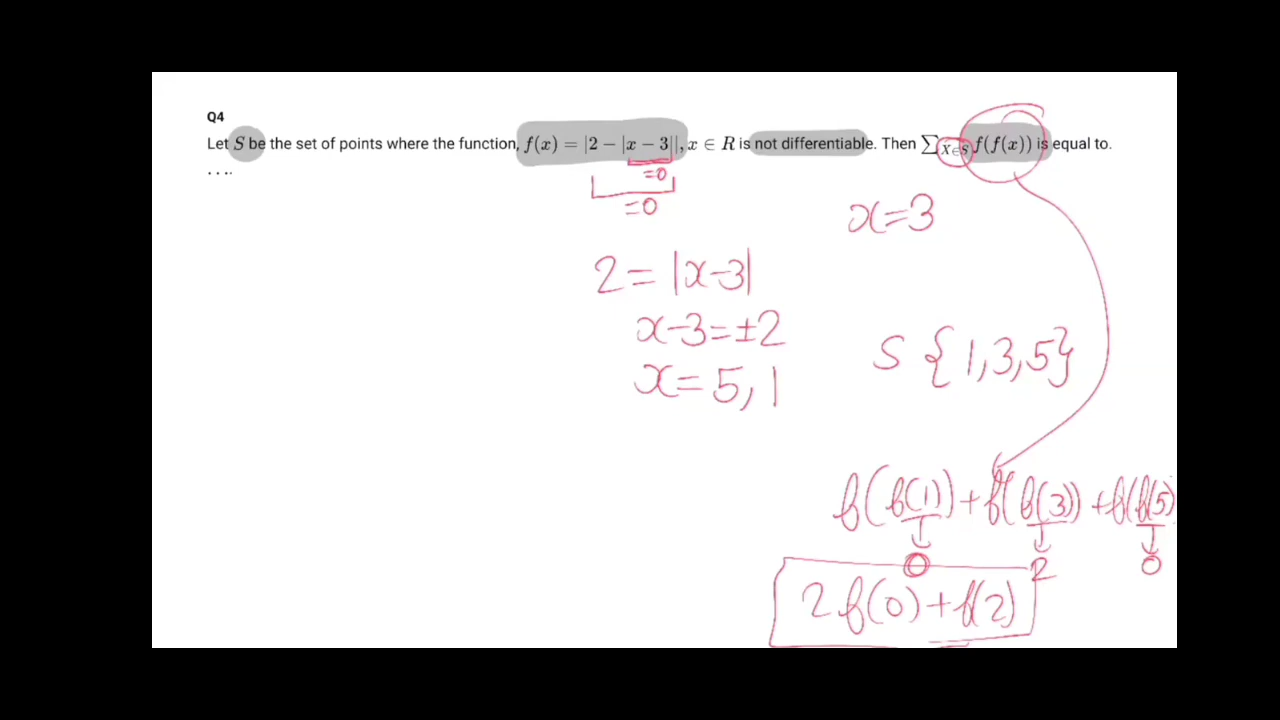 Q4
Let S be the set of points where the function, f(x) = |2 − |x − 3||, x ∈ R is not differentiable. Then ∑x∈s f(f(x)) is equal to.
....
=0
=0
x=3
2 = |x-3|
x-3=±2
S {1,3,5}
x = 5, 1
f(f(1)) + f(f(3)) + f(f(5)
0 2 0
2f(0) + f(2)